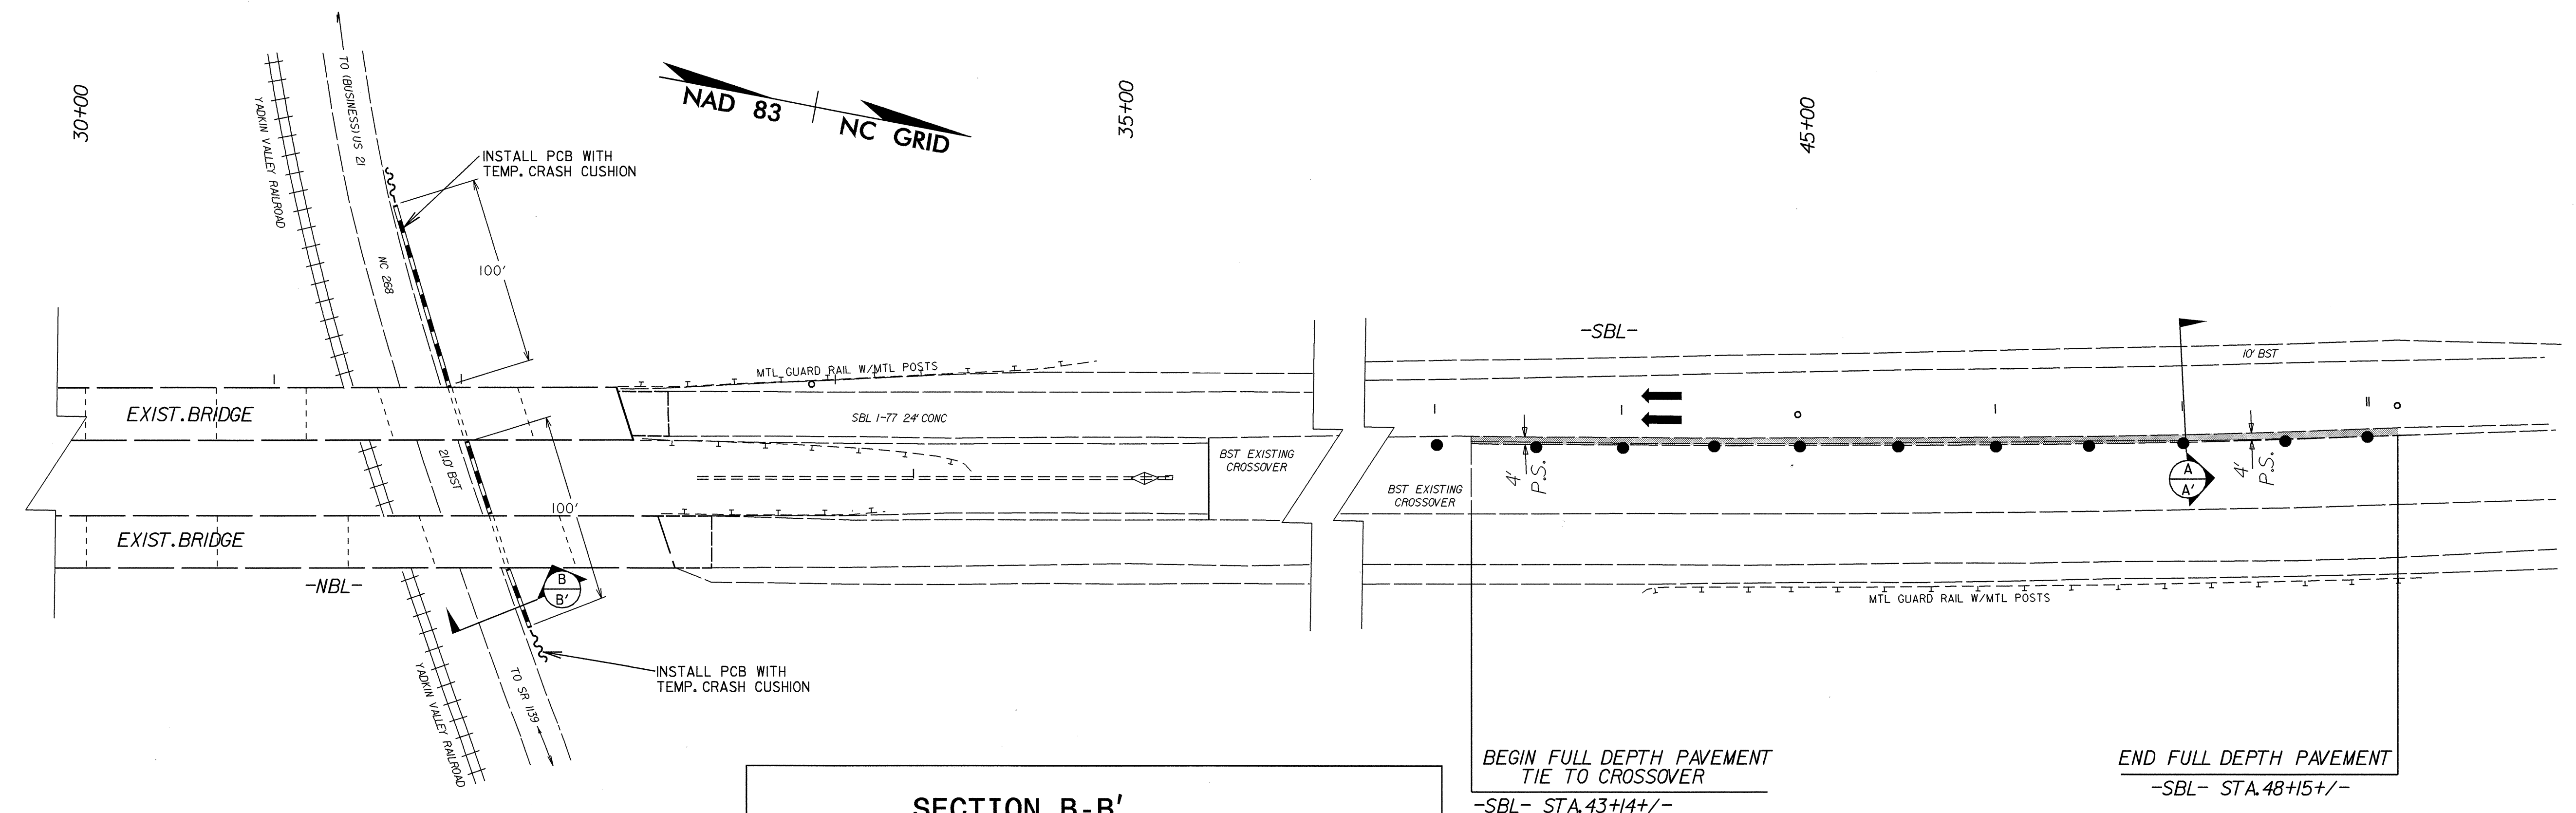 30+00
35+00
45+00
TO (BUSINESS) US 21
YADKIN VALLEY RAILROAD
NAD 83
NC GRID
INSTALL PCB WITH
TEMP. CRASH CUSHION
100'
NC 268
-SBL-
10' BST
MTL GUARD RAIL W/MTL POSTS
EXIST. BRIDGE
SBL I-77 24' CONC
BST EXISTING
CROSSOVER
BST EXISTING
CROSSOVER
4'
P.S.
4'
P.S.
A
A'
21.0' BST
100'
EXIST. BRIDGE
-NBL-
B
B'
MTL GUARD RAIL W/MTL POSTS
INSTALL PCB WITH
TEMP. CRASH CUSHION
YADKIN VALLEY RAILROAD
TO SR 1139
BEGIN FULL DEPTH PAVEMENT
TIE TO CROSSOVER
-SBL- STA. 43+14+/-
END FULL DEPTH PAVEMENT
-SBL- STA. 48+15+/-
SECTION B-B'